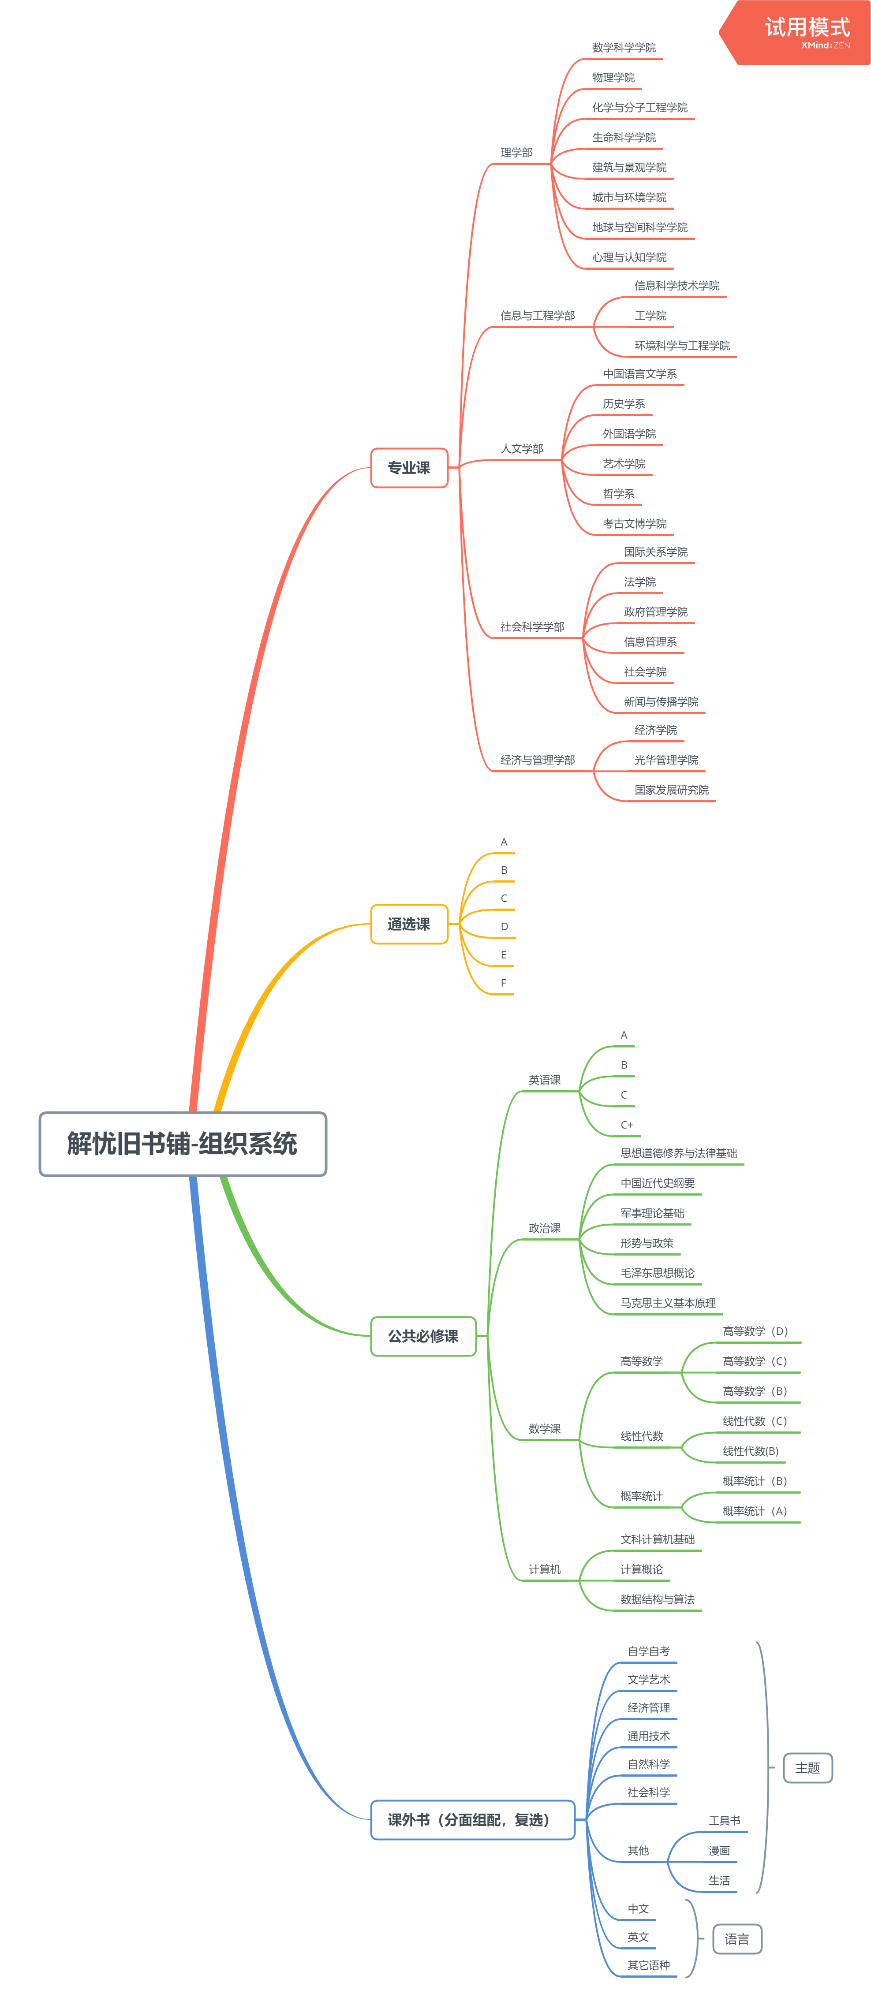 试用模式
XMind:ZEN
数学科学学院
物理学院
化学与分子工程学院
生命科学学院
理学部
建筑与景观学院
城市与环境学院
地球与空间科学学院
心理与认知学院
信息科学技术学院
信息与工程学部
工学院
环境科学与工程学院
中国语言文学系
历史学系
外国语学院
人文学部
艺术学院
专业课
哲学系
考古文博学院
国际关系学院
法学院
政府管理学院
社会科学学部
信息管理系
社会学院
新闻与传播学院
经济学院
经济与管理学部
光华管理学院
国家发展研究院
A
B
C
通选课
D
E
F
A
B
英语课
C
C+
解忧旧书铺-组织系统
思想道德修养与法律基础
中国近代史纲要
军事理论基础
政治课
形势与政策
毛泽东思想概论
马克思主义基本原理
公共必修课
高等数学（D）
高等数学
高等数学（C）
高等数学（B）
数学课
线性代数
线性代数（C）
线性代数(B)
概率统计
概率统计（B）
概率统计（A）
文科计算机基础
计算机
计算概论
数据结构与算法
自学自考
文学艺术
经济管理
通用技术
自然科学
主题
社会科学
课外书（分面组配，复选）
工具书
其他
漫画
生活
中文
英文
语言
其它语种